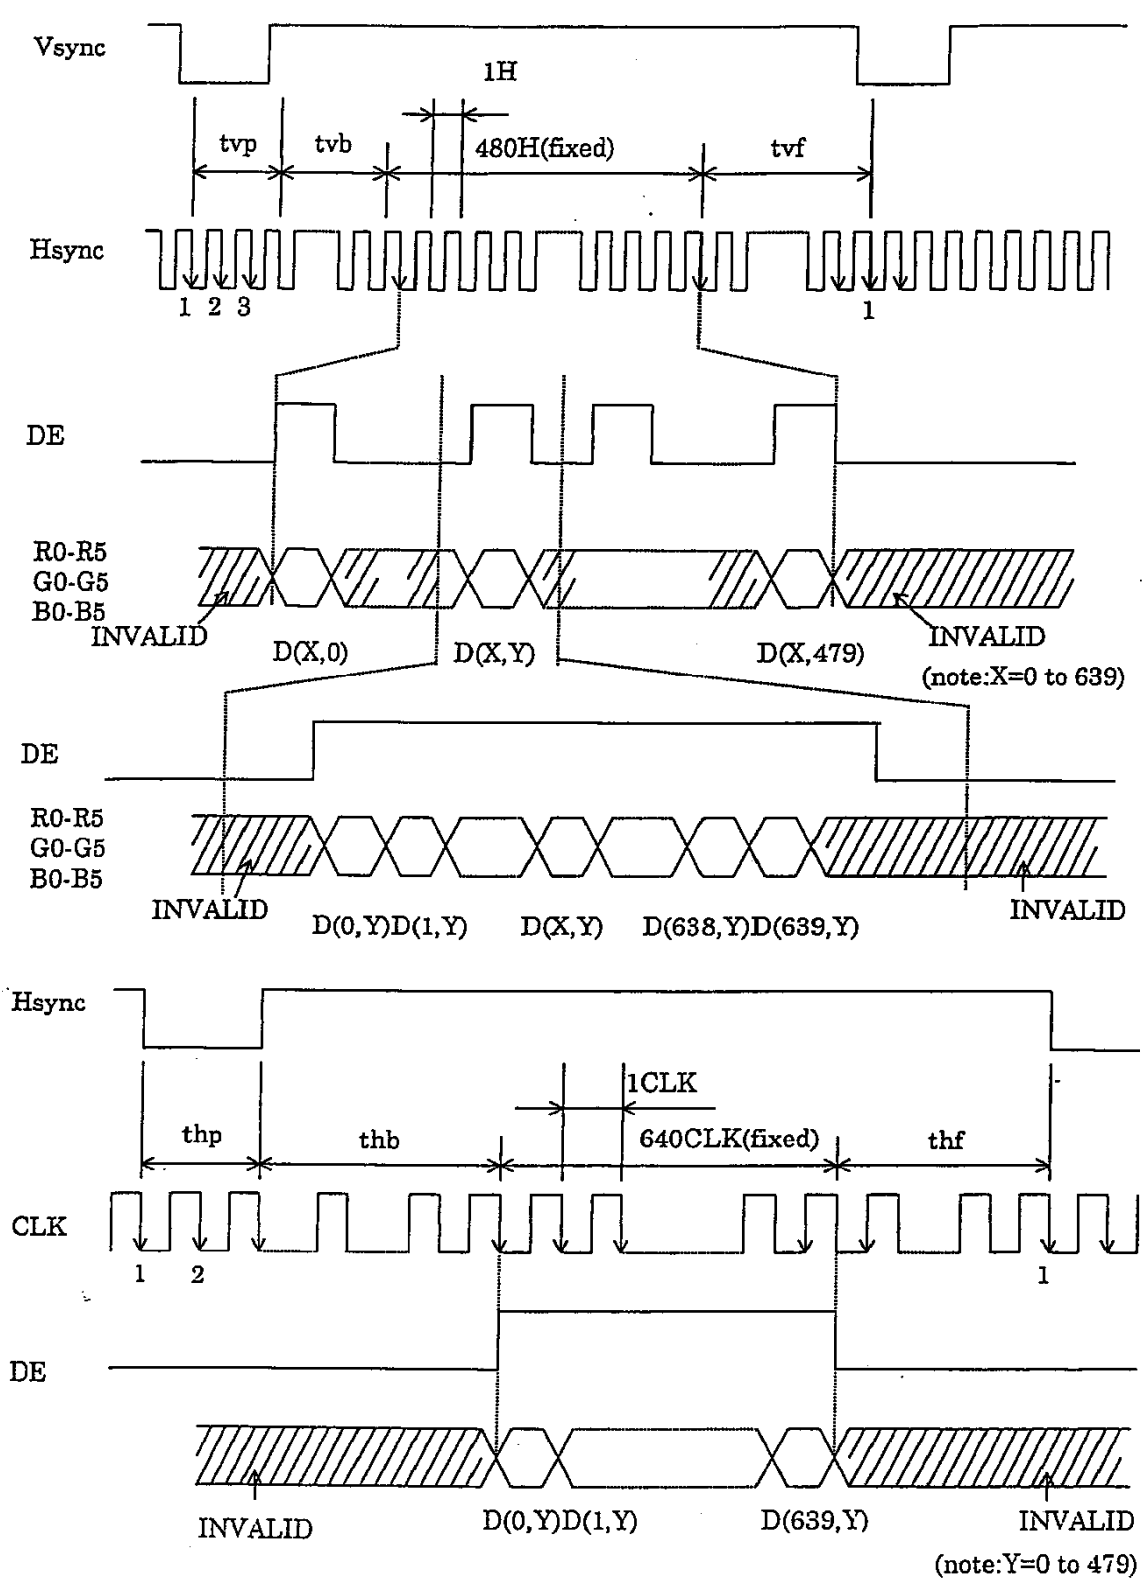 Vsync
1H
tvp
tvb
480H(fixed)
tvf
Hsync
1 2 3
1
DE
R0-R5
G0-G5
B0-B5
INVALID
INVALID
D(X,0)
D(X,Y)
D(X,479)
(note:X=0 to 639)
DE
R0-R5
G0-G5
B0-B5
INVALID
INVALID
D(0,Y)D(1,Y)
D(X,Y)
D(638,Y)D(639,Y)
Hsync
1CLK
thp
thb
640CLK(fixed)
thf
CLK
1
2
1
DE
INVALID
D(0,Y)D(1,Y)
D(639,Y)
INVALID
(note:Y=0 to 479)